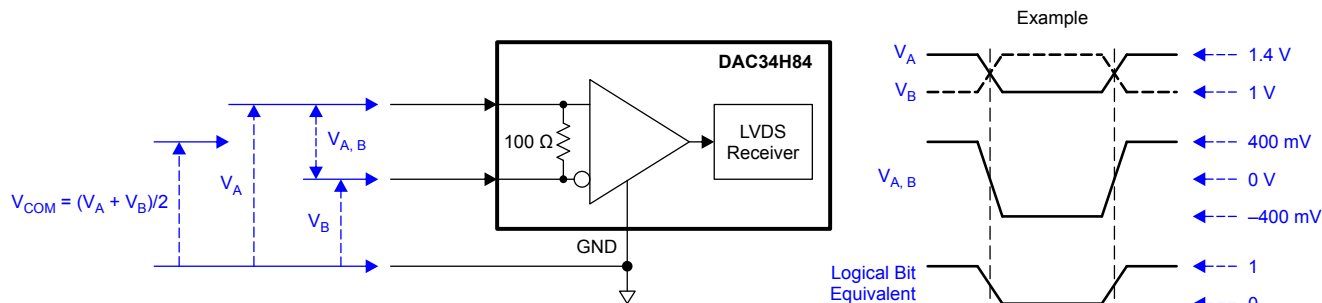 Example
DAC34H84
100 Ω
LVDS
Receiver
GND
V_A, B
V_A
V_B
V_COM = (V_A + V_B)/2
V_A
V_B
1.4 V
1 V
V_A, B
400 mV
0 V
–400 mV
Logical Bit
Equivalent
1
0